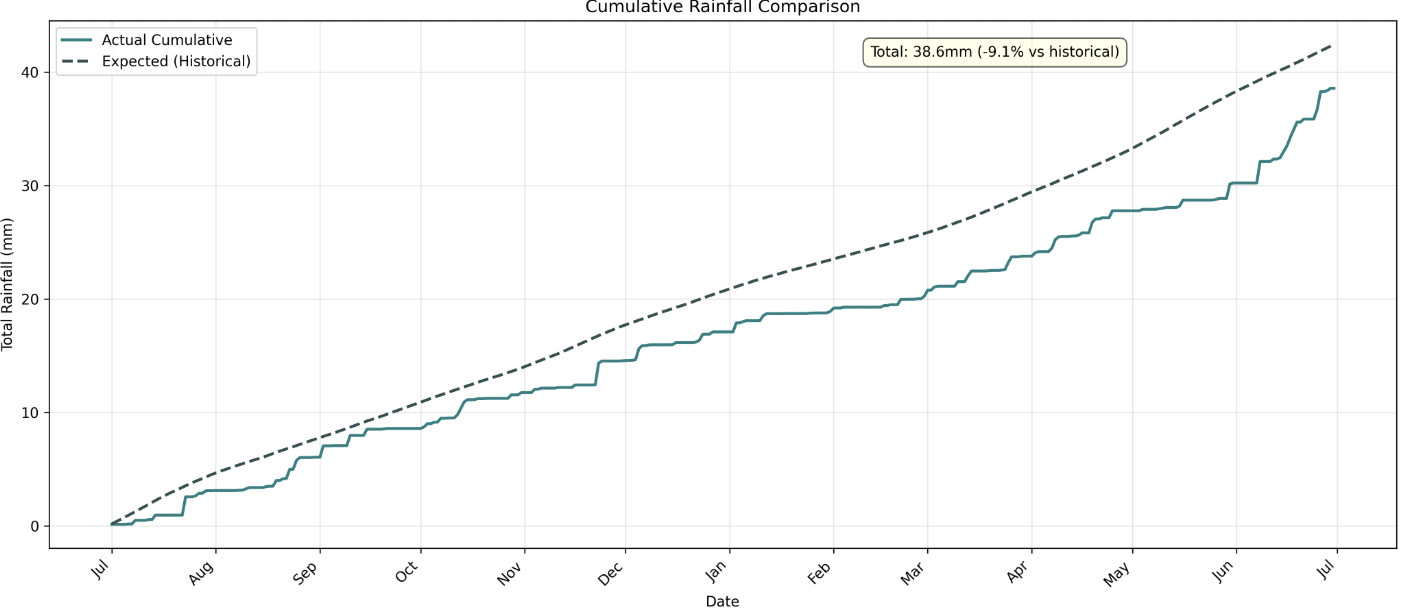 Cumulative Rainfall Comparison
Actual Cumulative
Expected (Historical)
Total: 38.6mm (-9.1% vs historical)
Total Rainfall (mm)
40
30
20
10
0
Jul
Aug
Sep
Oct
Nov
Dec
Jan
Feb
Mar
Apr
May
Jun
Jul
Date